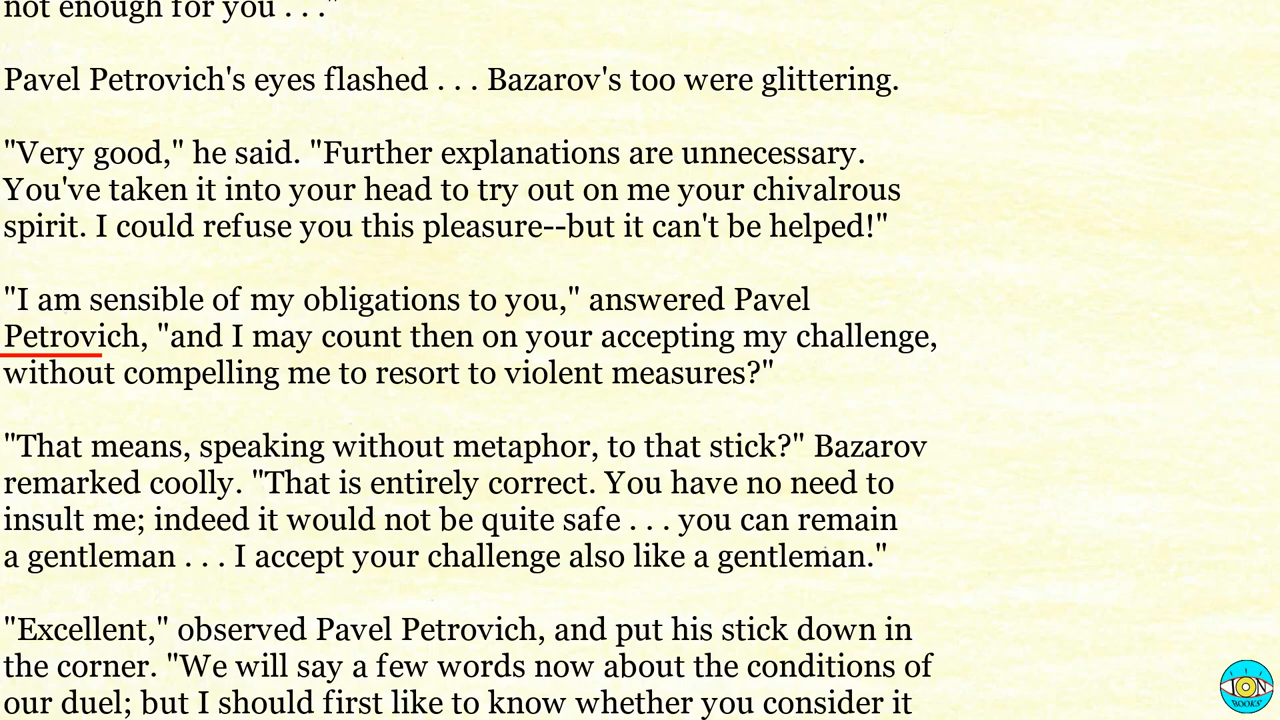 not enough for you . . ."
Pavel Petrovich's eyes flashed . . . Bazarov's too were glittering.
"Very good," he said. "Further explanations are unnecessary.
You've taken it into your head to try out on me your chivalrous
spirit. I could refuse you this pleasure--but it can't be helped!"
"I am sensible of my obligations to you," answered Pavel
Petrovich, "and I may count then on your accepting my challenge,
without compelling me to resort to violent measures?"
"That means, speaking without metaphor, to that stick?" Bazarov
remarked coolly. "That is entirely correct. You have no need to
insult me; indeed it would not be quite safe . . . you can remain
a gentleman . . . I accept your challenge also like a gentleman."
"Excellent," observed Pavel Petrovich, and put his stick down in
the corner. "We will say a few words now about the conditions of
our duel; but I should first like to know whether you consider it
ION
BOOKS